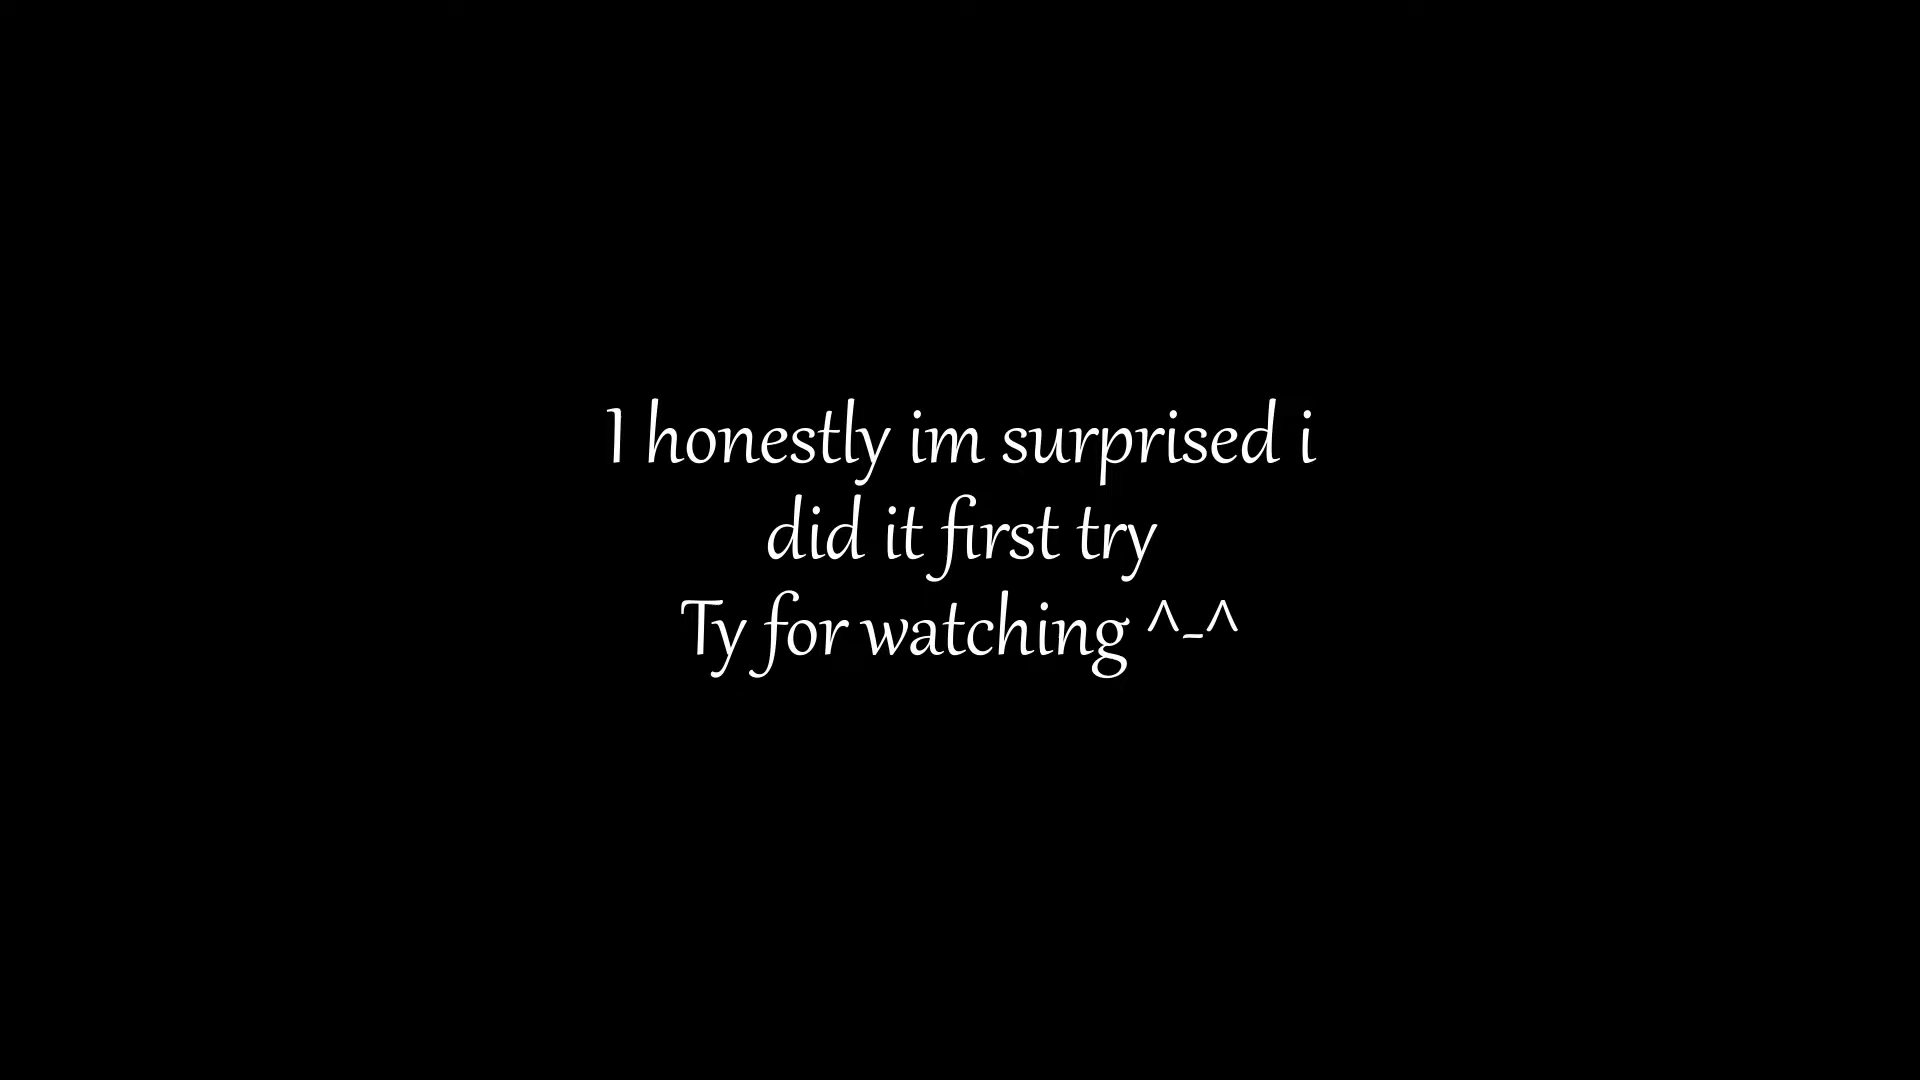 I honestly im surprised i
did it first try
Ty for watching ^-^